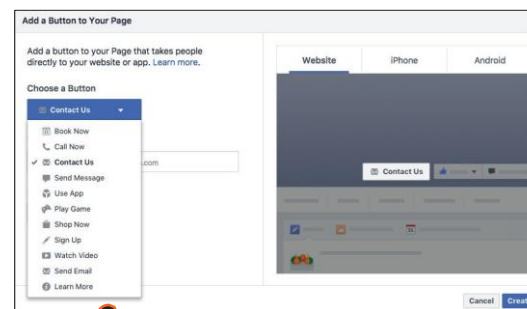 Add a Button to Your Page
Add a button to your Page that takes people
directly to your website or app. Learn more.
Choose a Button
Contact Us
Book Now
Call Now
Contact Us
Send Message
Use App
Play Game
Shop Now
Sign Up
Watch Video
Send Email
Learn More
.com
Website iPhone Android
Contact Us
31
Cancel Creat